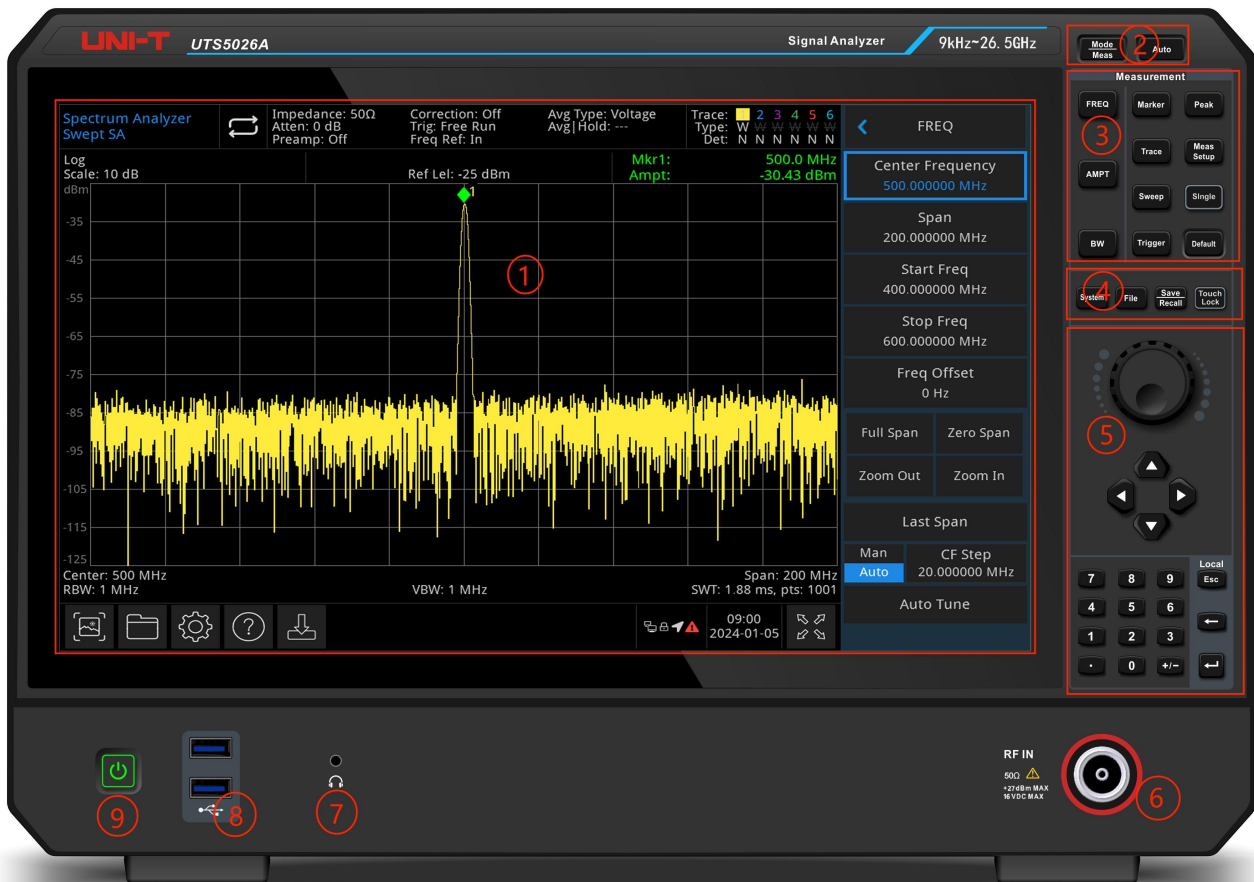 UNI-T UTS5026A Signal Analyzer 9kHz~26.5GHz
Mode
Meas
2
Auto
Spectrum Analyzer
Swept SA
Impedance: 50Ω
Atten: 0 dB
Preamp: Off
Correction: Off
Trig: Free Run
Freq Ref: In
Avg Type: Voltage
Avg|Hold: ---
Trace: 1 2 3 4 5 6
Type: W W W W W W
Det: N N N N N N
Log
Scale: 10 dB
Ref Lel: -25 dBm
Mkr1: 500.0 MHz
Ampt: -30.43 dBm
dBm
1
-35
-45
-55
-65
-75
-85
-95
-105
-115
-125
1
Center: 500 MHz
RBW: 1 MHz
VBW: 1 MHz
Span: 200 MHz
SWT: 1.88 ms, pts: 1001
?
09:00
2024-01-05
FREQ
Center Frequency
500.000000 MHz
Span
200.000000 MHz
Start Freq
400.000000 MHz
Stop Freq
600.000000 MHz
Freq Offset
0 Hz
Full Span
Zero Span
Zoom Out
Zoom In
Last Span
Man
Auto
CF Step
20.000000 MHz
Auto Tune
Measurement
FREQ
Marker
Peak
3
Trace
Meas
Setup
AMPT
Sweep
Single
BW
Trigger
Default
System
4
File
Save
Recall
Touch
Lock
5
Local
7 8 9 Esc
4 5 6
1 2 3
. 0 +/-
RF IN
50Ω
+27dBm MAX
16 VDC MAX
6
7
8
9